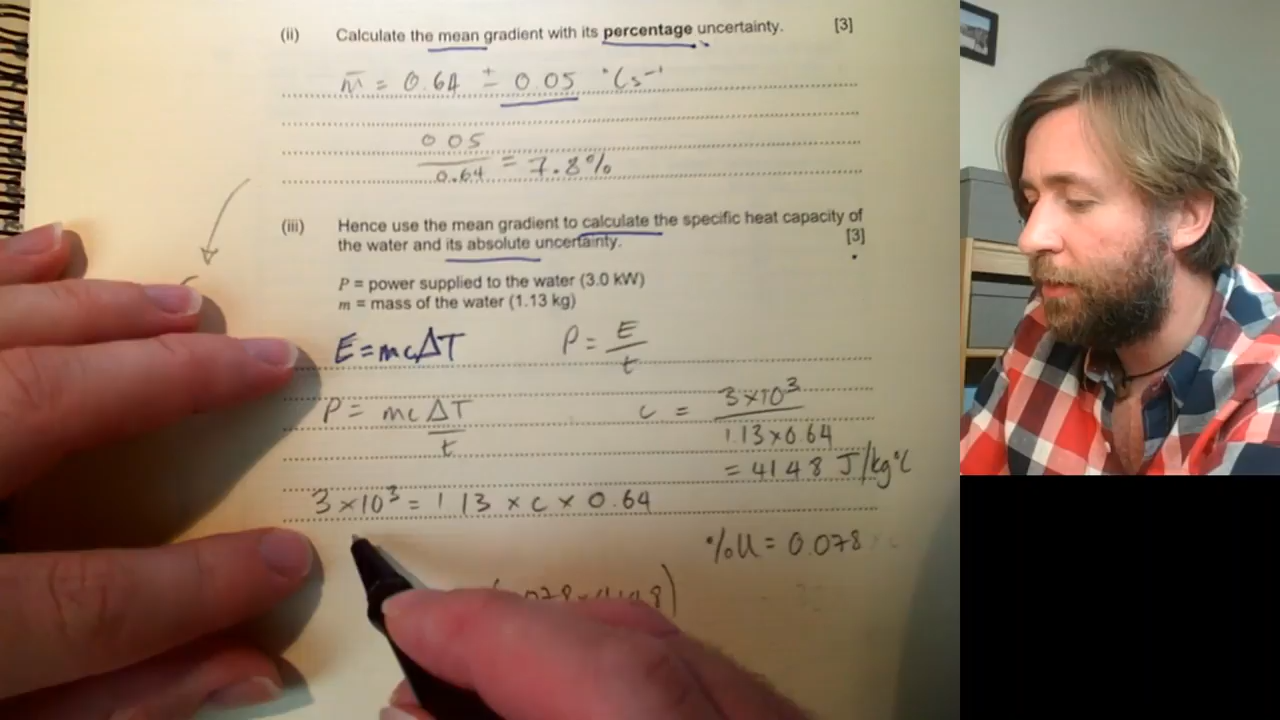 (ii) Calculate the mean gradient with its percentage uncertainty. [3]
m̄ = 0.64 ± 0.05 °Cs⁻¹
0.05
0.64
= 7.8%
(iii) Hence use the mean gradient to calculate the specific heat capacity of
the water and its absolute uncertainty. [3]
P = power supplied to the water (3.0 kW)
m = mass of the water (1.13 kg)
E = mcΔT P = E
t
P = mcΔT
t
c = 3×10³
1.13×0.64
= 4148 J/kg°C
3×10³ = 1.13 × c × 0.64
%U = 0.078